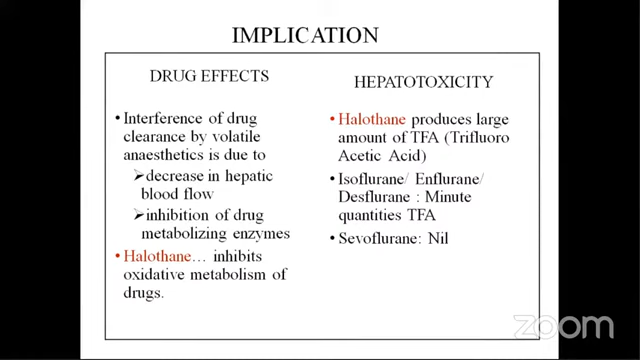 IMPLICATION
DRUG EFFECTS
•Interference of drug
clearance by volatile
anaesthetics is due to
➢decrease in hepatic
blood flow
➢inhibition of drug
metabolizing enzymes
•Halothane… inhibits
oxidative metabolism of
drugs.
HEPATOTOXICITY
•Halothane produces large
amount of TFA (Trifluoro
Acetic Acid)
•Isoflurane/ Enflurane/
Desflurane : Minute
quantities TFA
•Sevoflurane: Nil
zoom